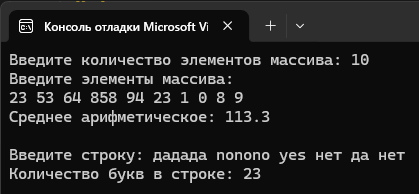 Консоль отладки Microsoft Vi
Введите количество элементов массива: 10
Введите элементы массива:
23 53 64 858 94 23 1 0 8 9
Среднее арифметическое: 113.3
Введите строку: дадада nonono yes нет да нет
Количество букв в строке: 23